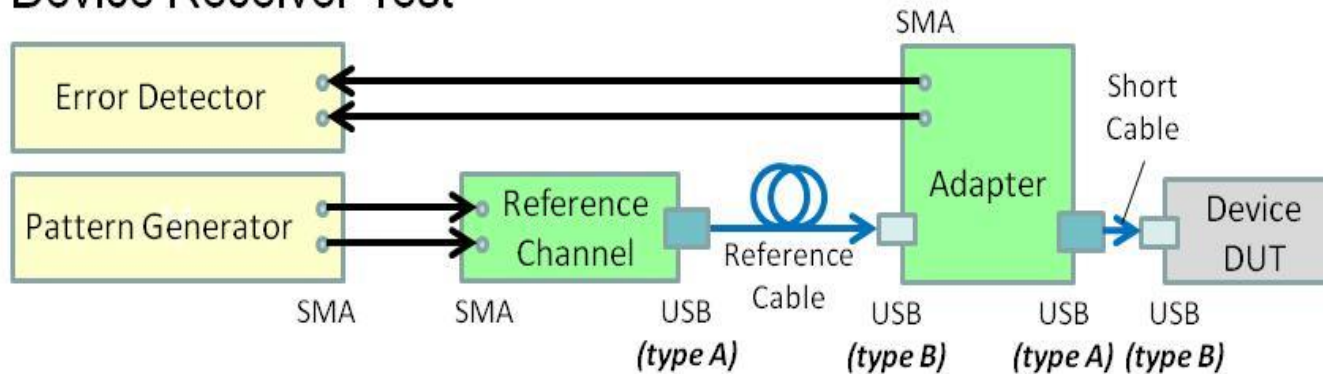 Device Receiver Test
SMA
Error Detector
Short
Cable
Adapter
Pattern Generator
Reference
Channel
Reference
Cable
Device
DUT
SMA
SMA
USB
(type A)
USB
(type B)
USB
(type A)
USB
(type B)